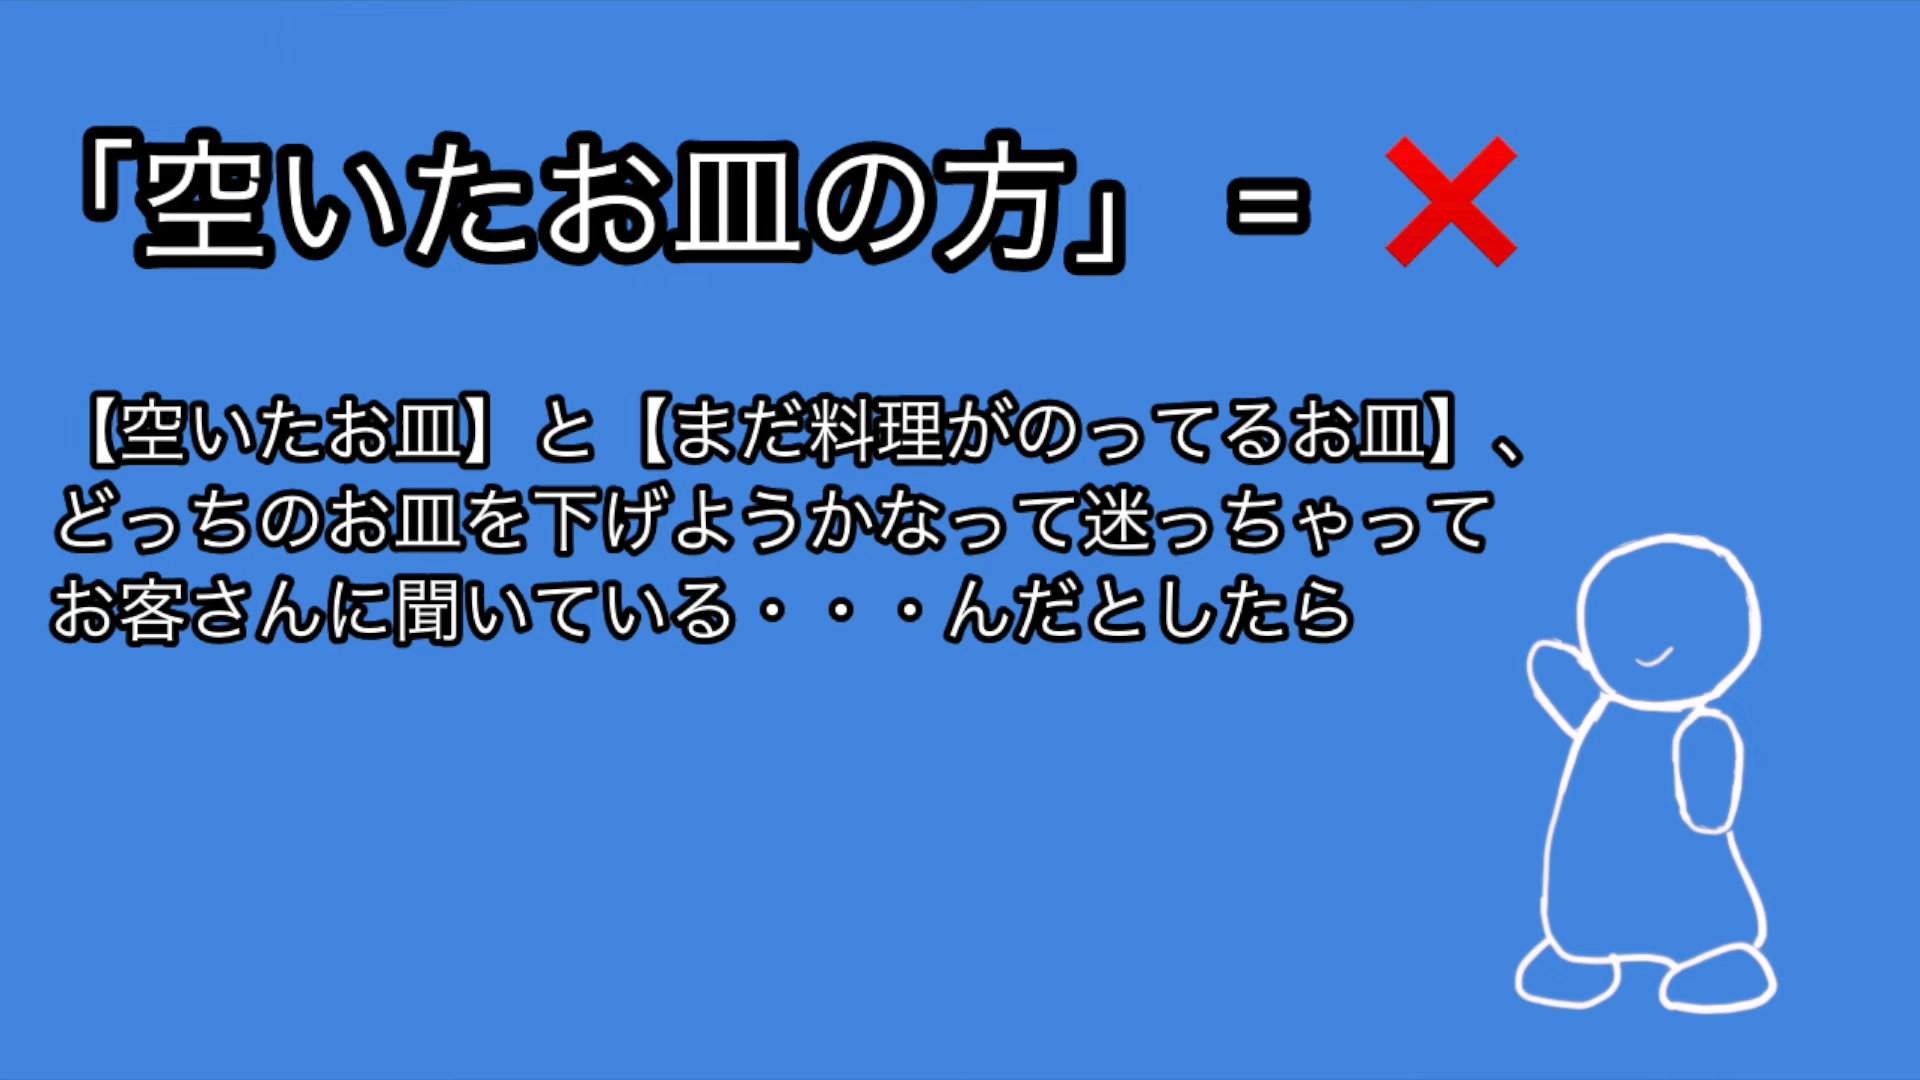 「空いたお皿の方」 = ❌
【空いたお皿】と【まだ料理がのってるお皿】、
どっちのお皿を下げようかなって迷っちゃって
お客さんに聞いている・・・んだとしたら